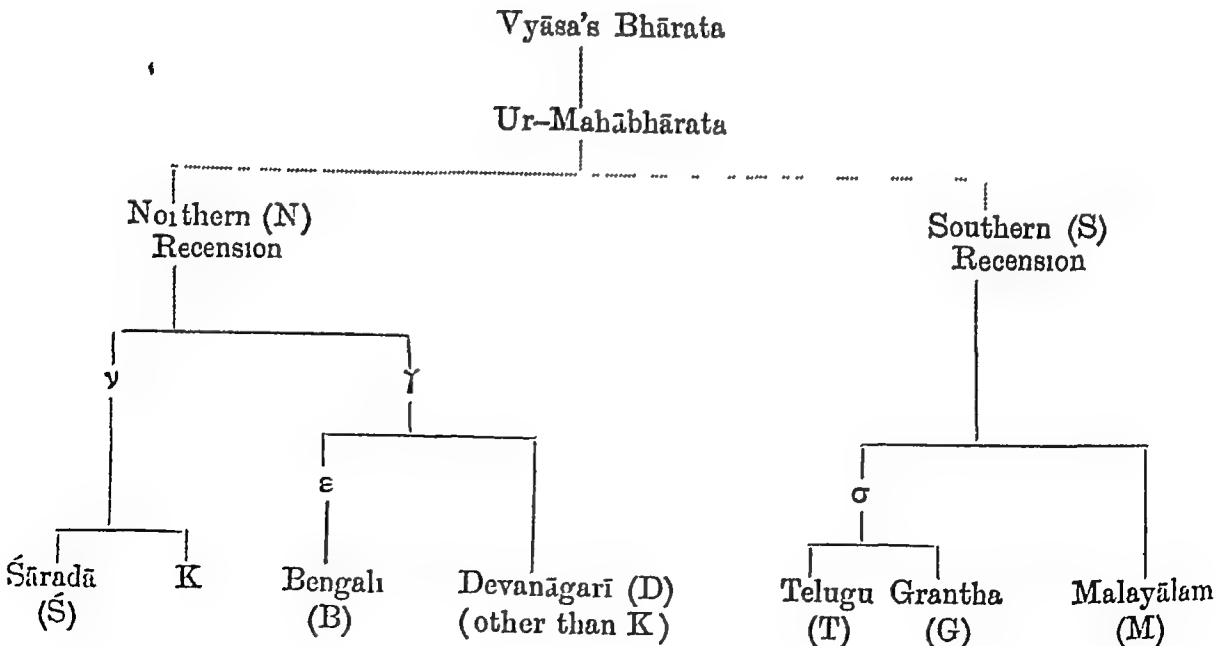 Vyāsa's Bhārata
Ur-Mahābhārata
Northern (N)
Recension
Southern (S)
Recension
ν
γ
ε
σ
Śāradā
(Ś)
K
Bengali
(B)
Devanāgarī (D)
(other than K)
Telugu
(T)
Grantha
(G)
Malayālam
(M)